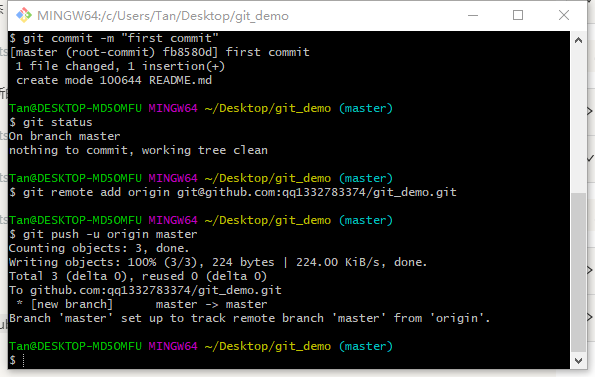 MINGW64:/c/Users/Tan/Desktop/git_demo
$ git commit -m "first commit"
[master (root-commit) fb8580d] first commit
 1 file changed, 1 insertion(+)
 create mode 100644 README.md
Tan@DESKTOP-MD5OMFU MINGW64 ~/Desktop/git_demo (master)
$ git status
On branch master
nothing to commit, working tree clean
Tan@DESKTOP-MD5OMFU MINGW64 ~/Desktop/git_demo (master)
$ git remote add origin git@github.com:qq1332783374/git_demo.git
Tan@DESKTOP-MD5OMFU MINGW64 ~/Desktop/git_demo (master)
$ git push -u origin master
Counting objects: 3, done.
Writing objects: 100% (3/3), 224 bytes | 224.00 KiB/s, done.
Total 3 (delta 0), reused 0 (delta 0)
To github.com:qq1332783374/git_demo.git
 * [new branch]      master -> master
Branch 'master' set up to track remote branch 'master' from 'origin'.
Tan@DESKTOP-MD5OMFU MINGW64 ~/Desktop/git_demo (master)
$